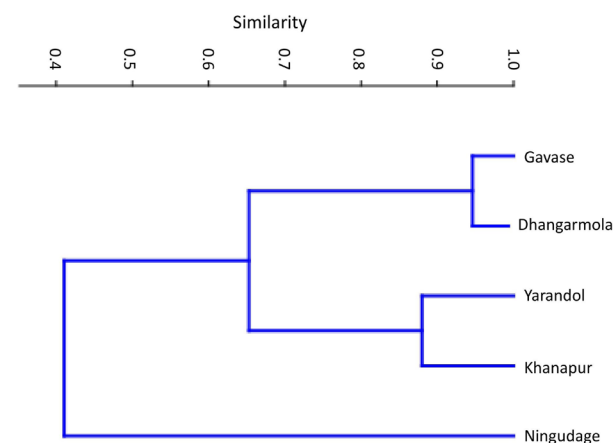 Similarity
0.4 0.5 0.6 0.7 0.8 0.9 1.0
Gavase
Dhangarmola
Yarandol
Khanapur
Ningudage